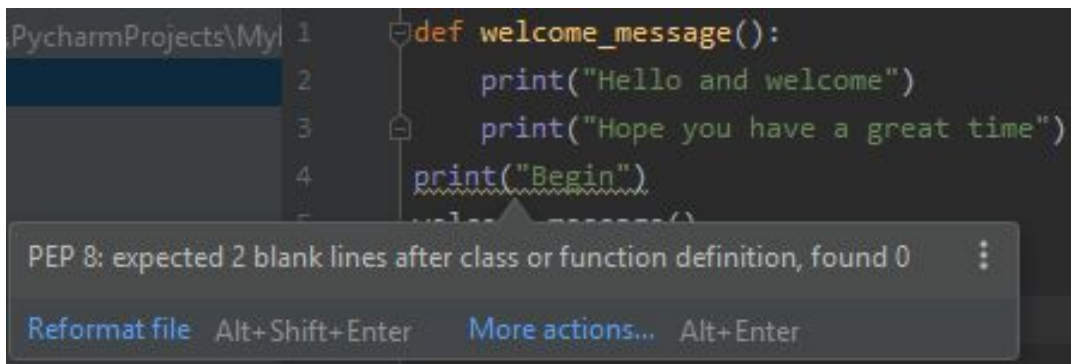 \PycharmProjects\Myl
1 def welcome_message():
2 print("Hello and welcome")
3 print("Hope you have a great time")
4 print("Begin")
PEP 8: expected 2 blank lines after class or function definition, found 0
Reformat file Alt+Shift+Enter More actions... Alt+Enter